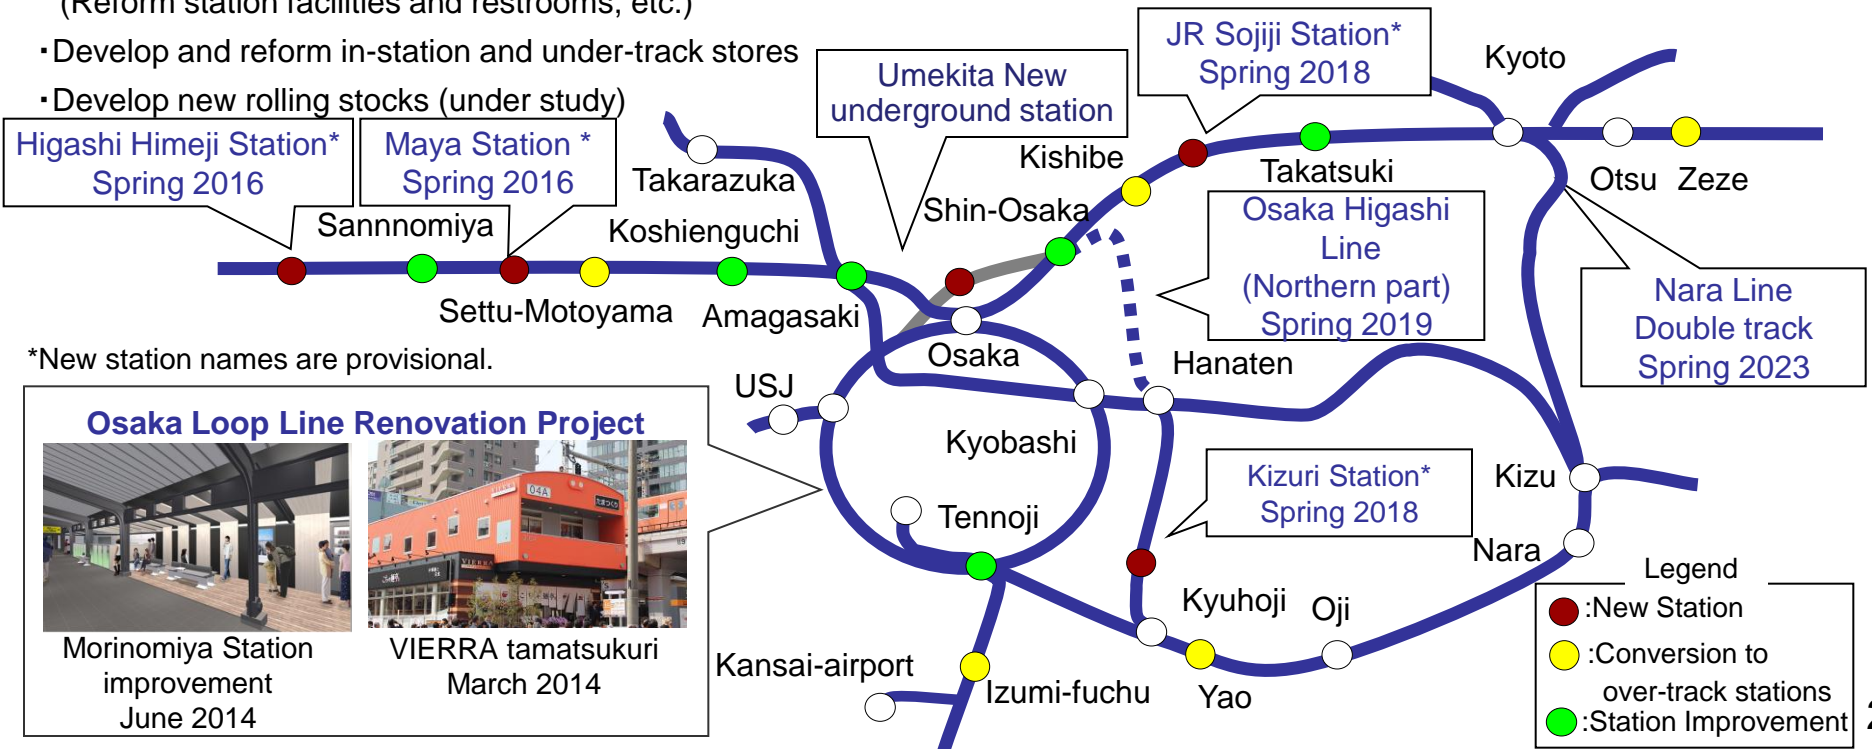 (Reform station facilities and restrooms, etc.)
・Develop and reform in-station and under-track stores
・Develop new rolling stocks (under study)
Higashi Himeji Station*
Spring 2016
Maya Station *
Spring 2016
Umekita New
underground station
JR Sojiji Station*
Spring 2018
Kyoto
Takarazuka
Kishibe
Takatsuki
Otsu
Zeze
Sannnomiya
Koshienguchi
Shin-Osaka
Osaka Higashi
Line
(Northern part)
Spring 2019
Nara Line
Double track
Spring 2023
Settu-Motoyama
Amagasaki
Osaka
Hanaten
*New station names are provisional.
USJ
Kyobashi
Osaka Loop Line Renovation Project
04A
VIERRA
VIERRA
Morinomiya Station
improvement
June 2014
VIERRA tamatsukuri
March 2014
Tennoji
Kizuri Station*
Spring 2018
Kizu
Nara
Kyuhoji
Oji
Kansai-airport
Izumi-fuchu
Yao
Legend
:New Station
:Conversion to
over-track stations
:Station Improvement